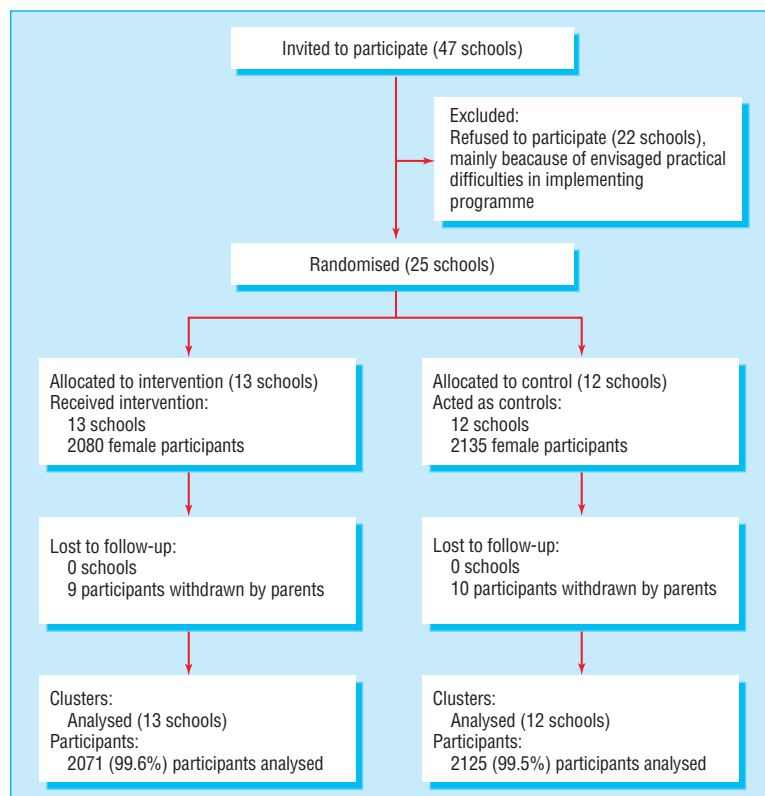 Invited to participate (47 schools)
Excluded:
Refused to participate (22 schools),
mainly beacause of envisaged practical
difficulties in implementing
programme
Randomised (25 schools)
Allocated to intervention (13 schools)
Received intervention:
13 schools
2080 female participants
Allocated to control (12 schools)
Acted as controls:
12 schools
2135 female participants
Lost to follow-up:
0 schools
9 participants withdrawn by parents
Lost to follow-up:
0 schools
10 participants withdrawn by parents
Clusters:
Analysed (13 schools)
Participants:
2071 (99.6%) participants analysed
Clusters:
Analysed (12 schools)
Participants:
2125 (99.5%) participants analysed